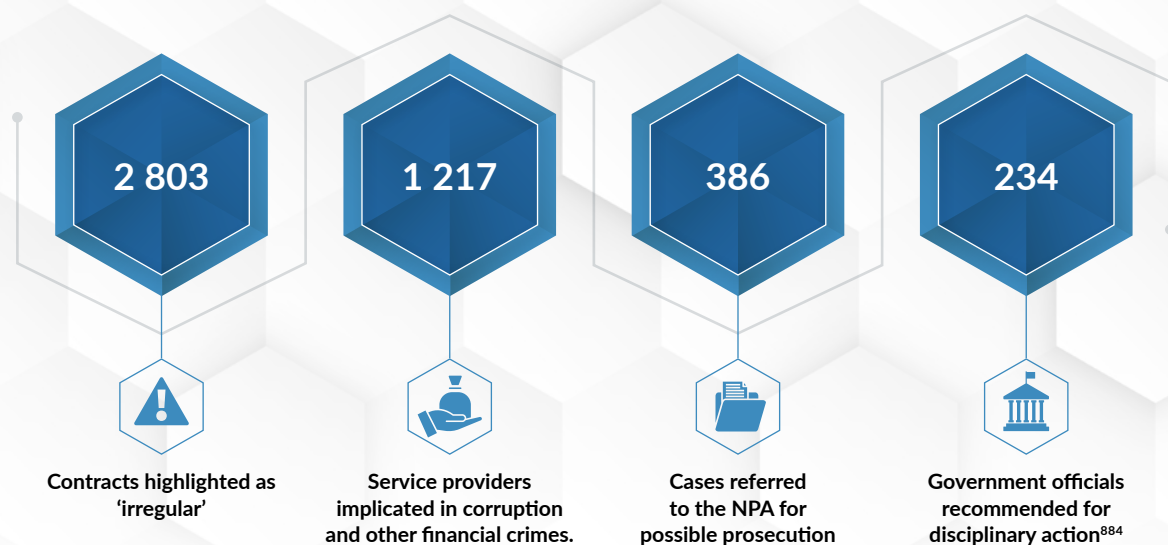 2 803
1 217
386
234
Contracts highlighted as
‘irregular’
Service providers
implicated in corruption
and other financial crimes.
Cases referred
to the NPA for
possible prosecution
Government officials
recommended for
disciplinary action⁸⁸⁴